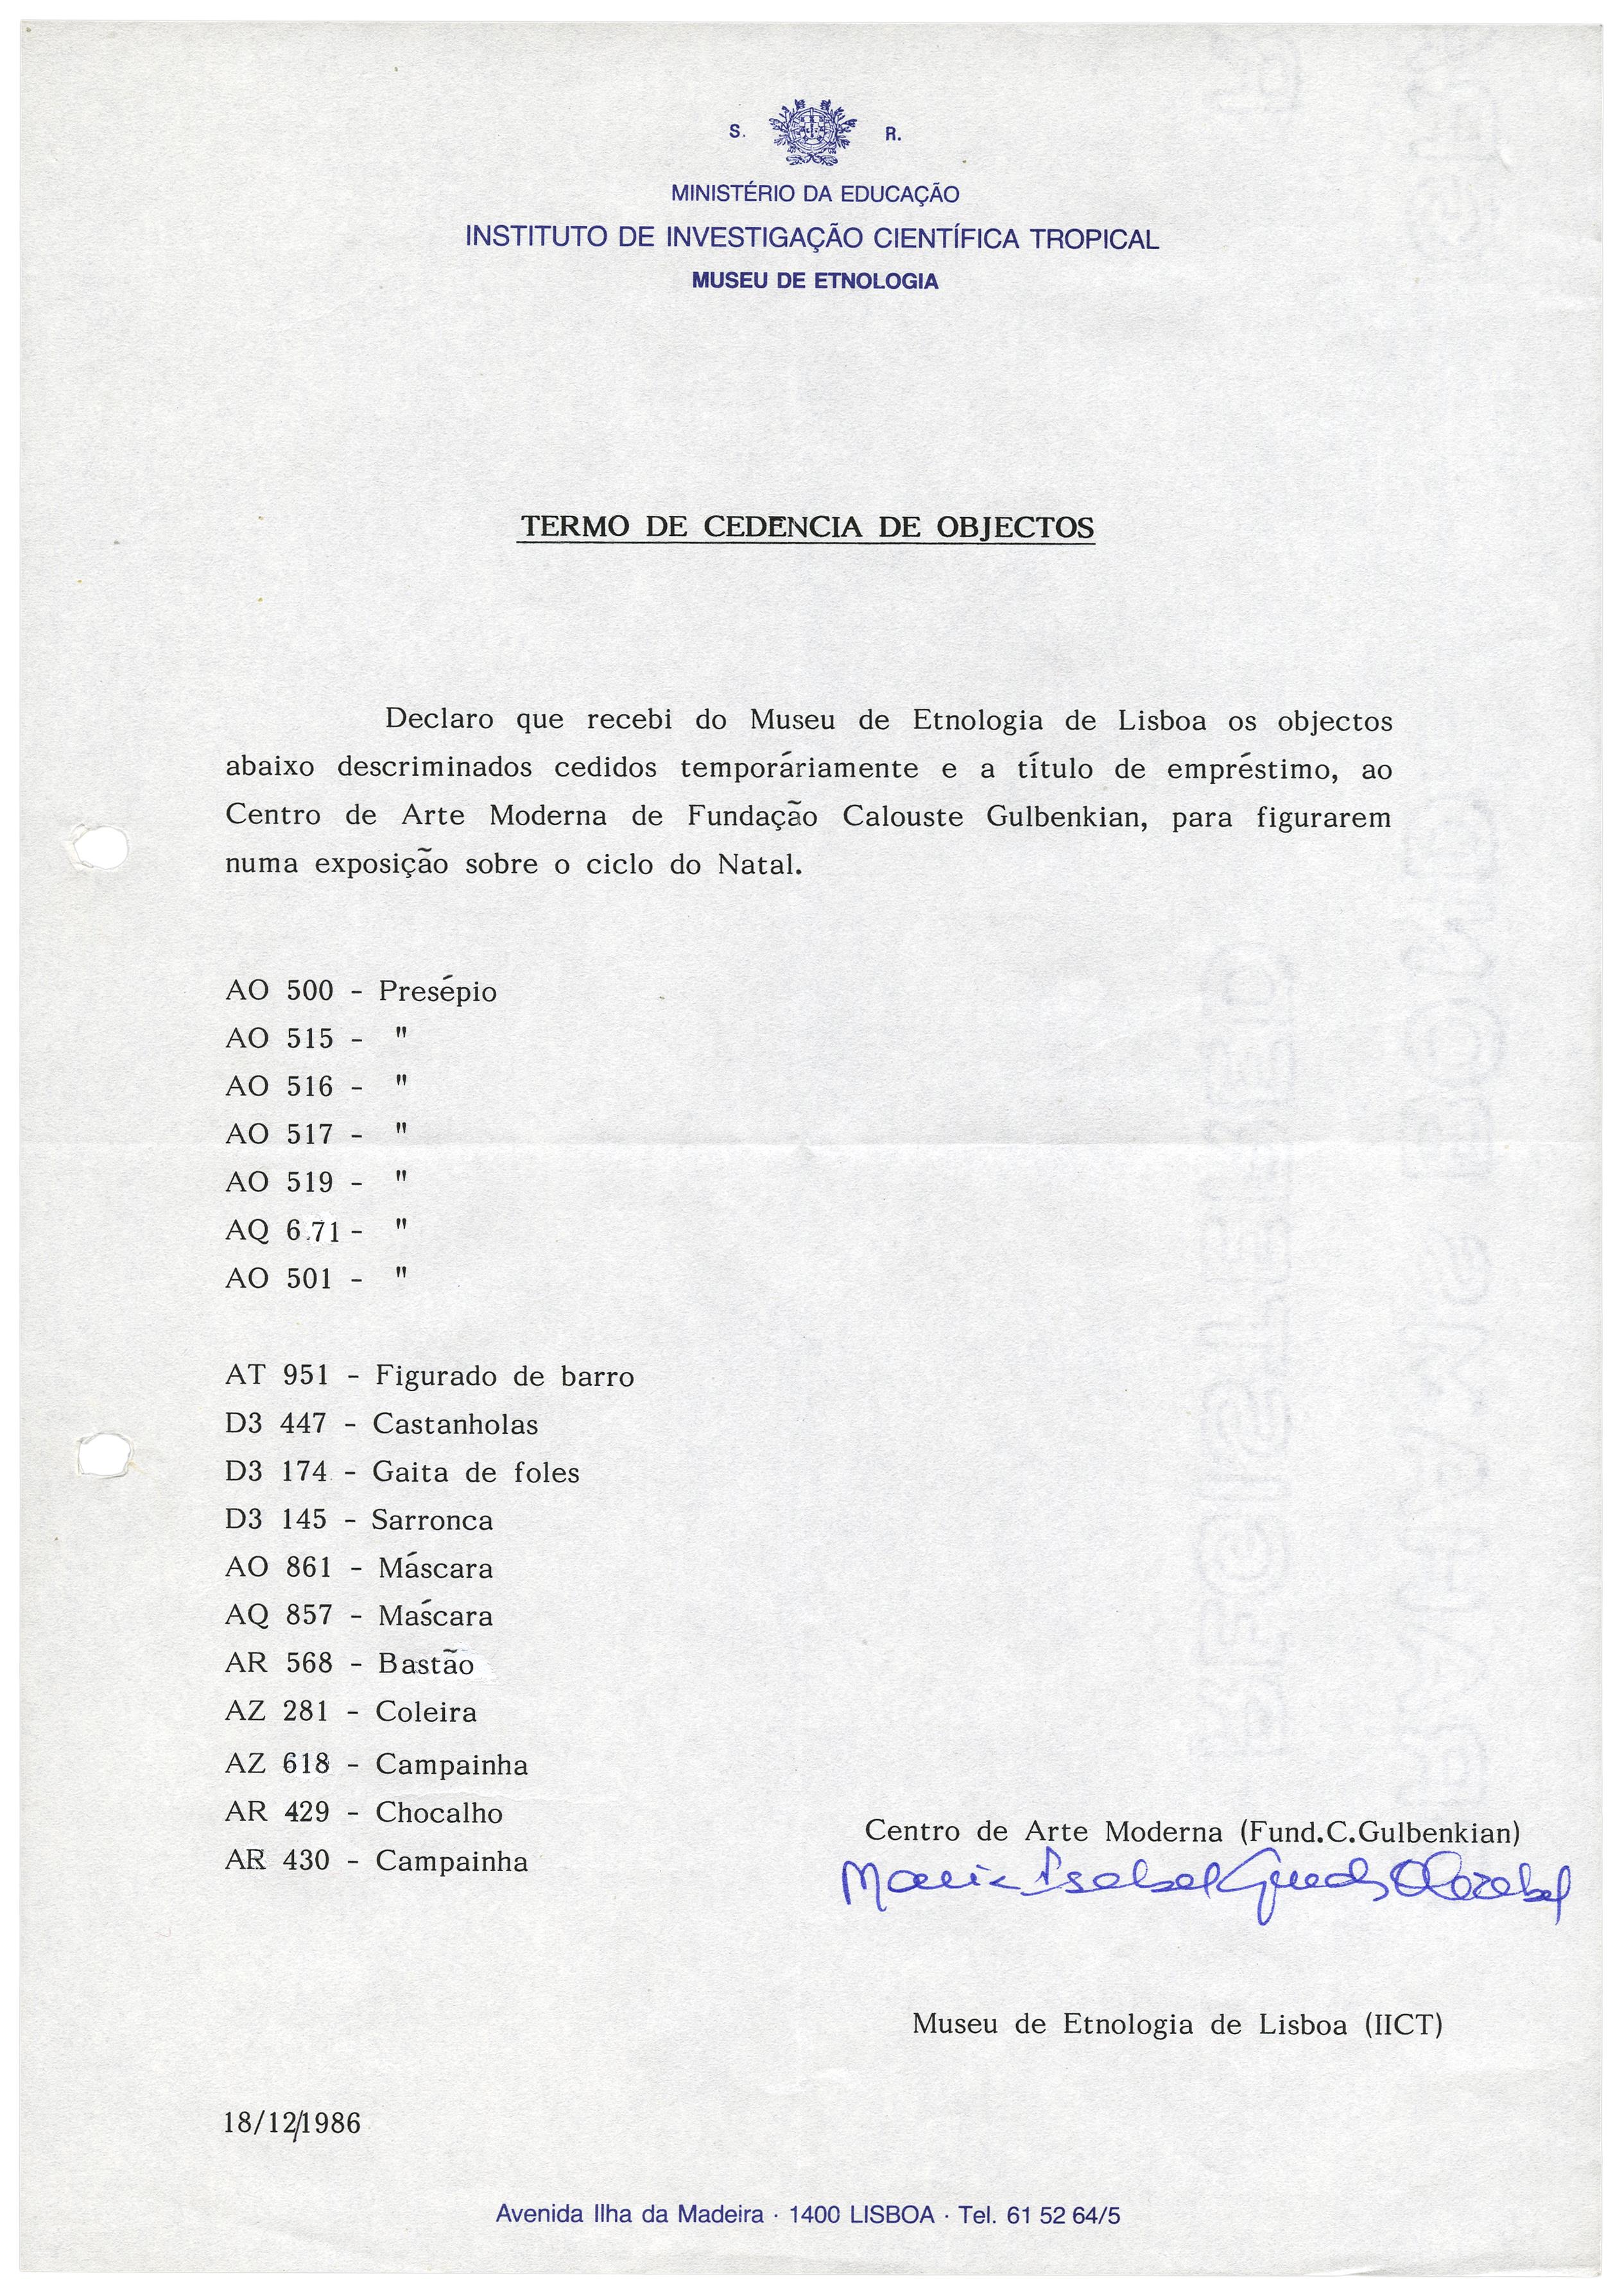 S. R.
MINISTÉRIO DA EDUCAÇÃO
INSTITUTO DE INVESTIGAÇÃO CIENTÍFICA TROPICAL
MUSEU DE ETNOLOGIA
TERMO DE CEDENCIA DE OBJECTOS
Declaro que recebi do Museu de Etnologia de Lisboa os objectos
abaixo descriminados cedidos temporáriamente e a título de empréstimo, ao
Centro de Arte Moderna de Fundação Calouste Gulbenkian, para figurarem
numa exposição sobre o ciclo do Natal.
AO 500 - Presépio
AO 515 - "
AO 516 - "
AO 517 - "
AO 519 - "
AQ 6.71 - "
AO 501 - "
AT 951 - Figurado de barro
D3 447 - Castanholas
D3 174 - Gaita de foles
D3 145 - Sarronca
AO 861 - Máscara
AQ 857 - Maścara
AR 568 - Bastão
AZ 281 - Coleira
AZ 618 - Campainha
AR 429 - Chocalho
AR 430 - Campainha
Centro de Arte Moderna (Fund.C.Gulbenkian)
Maria Isabel Guedes
Museu de Etnologia de Lisboa (IICT)
18/12/1986
Avenida Ilha da Madeira · 1400 LISBOA · Tel. 61 52 64/5